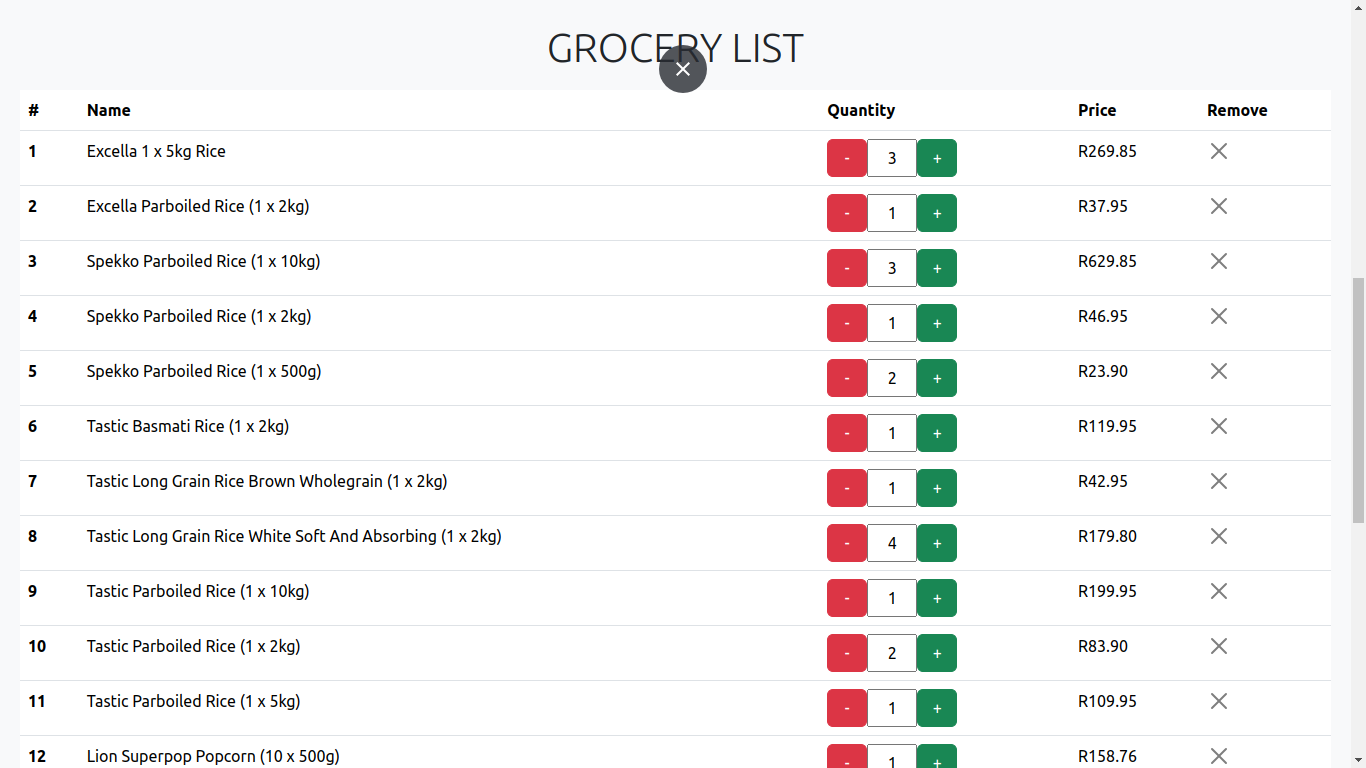 GROCERY LIST
# Name Quantity Price Remove
1 Excella 1 x 5kg Rice - 3 + R269.85
2 Excella Parboiled Rice (1 x 2kg) - 1 + R37.95
3 Spekko Parboiled Rice (1 x 10kg) - 3 + R629.85
4 Spekko Parboiled Rice (1 x 2kg) - 1 + R46.95
5 Spekko Parboiled Rice (1 x 500g) - 2 + R23.90
6 Tastic Basmati Rice (1 x 2kg) - 1 + R119.95
7 Tastic Long Grain Rice Brown Wholegrain (1 x 2kg) - 1 + R42.95
8 Tastic Long Grain Rice White Soft And Absorbing (1 x 2kg) - 4 + R179.80
9 Tastic Parboiled Rice (1 x 10kg) - 1 + R199.95
10 Tastic Parboiled Rice (1 x 2kg) - 2 + R83.90
11 Tastic Parboiled Rice (1 x 5kg) - 1 + R109.95
12 Lion Superpop Popcorn (10 x 500g) - 1 + R158.76